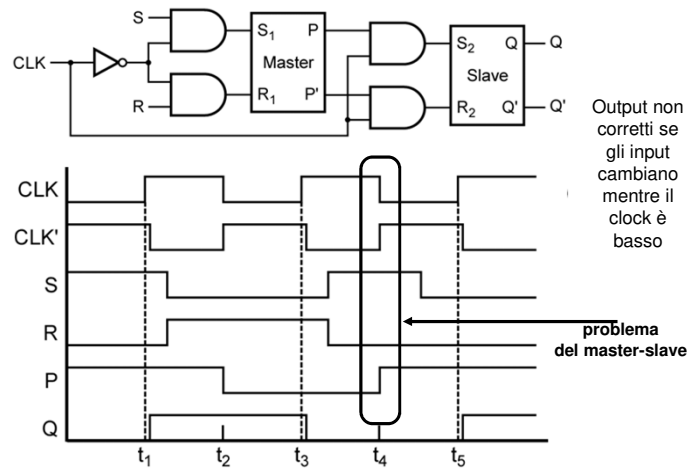 S
S₁ P
S₂ Q Q
CLK
Master
Slave
R
R₁ P'
R₂ Q' Q'
Output non
corretti se
gli input
cambiano
mentre il
clock è
basso
CLK
CLK'
S
R
problema
del master-slave
P
Q
t₁ t₂ t₃ t₄ t₅